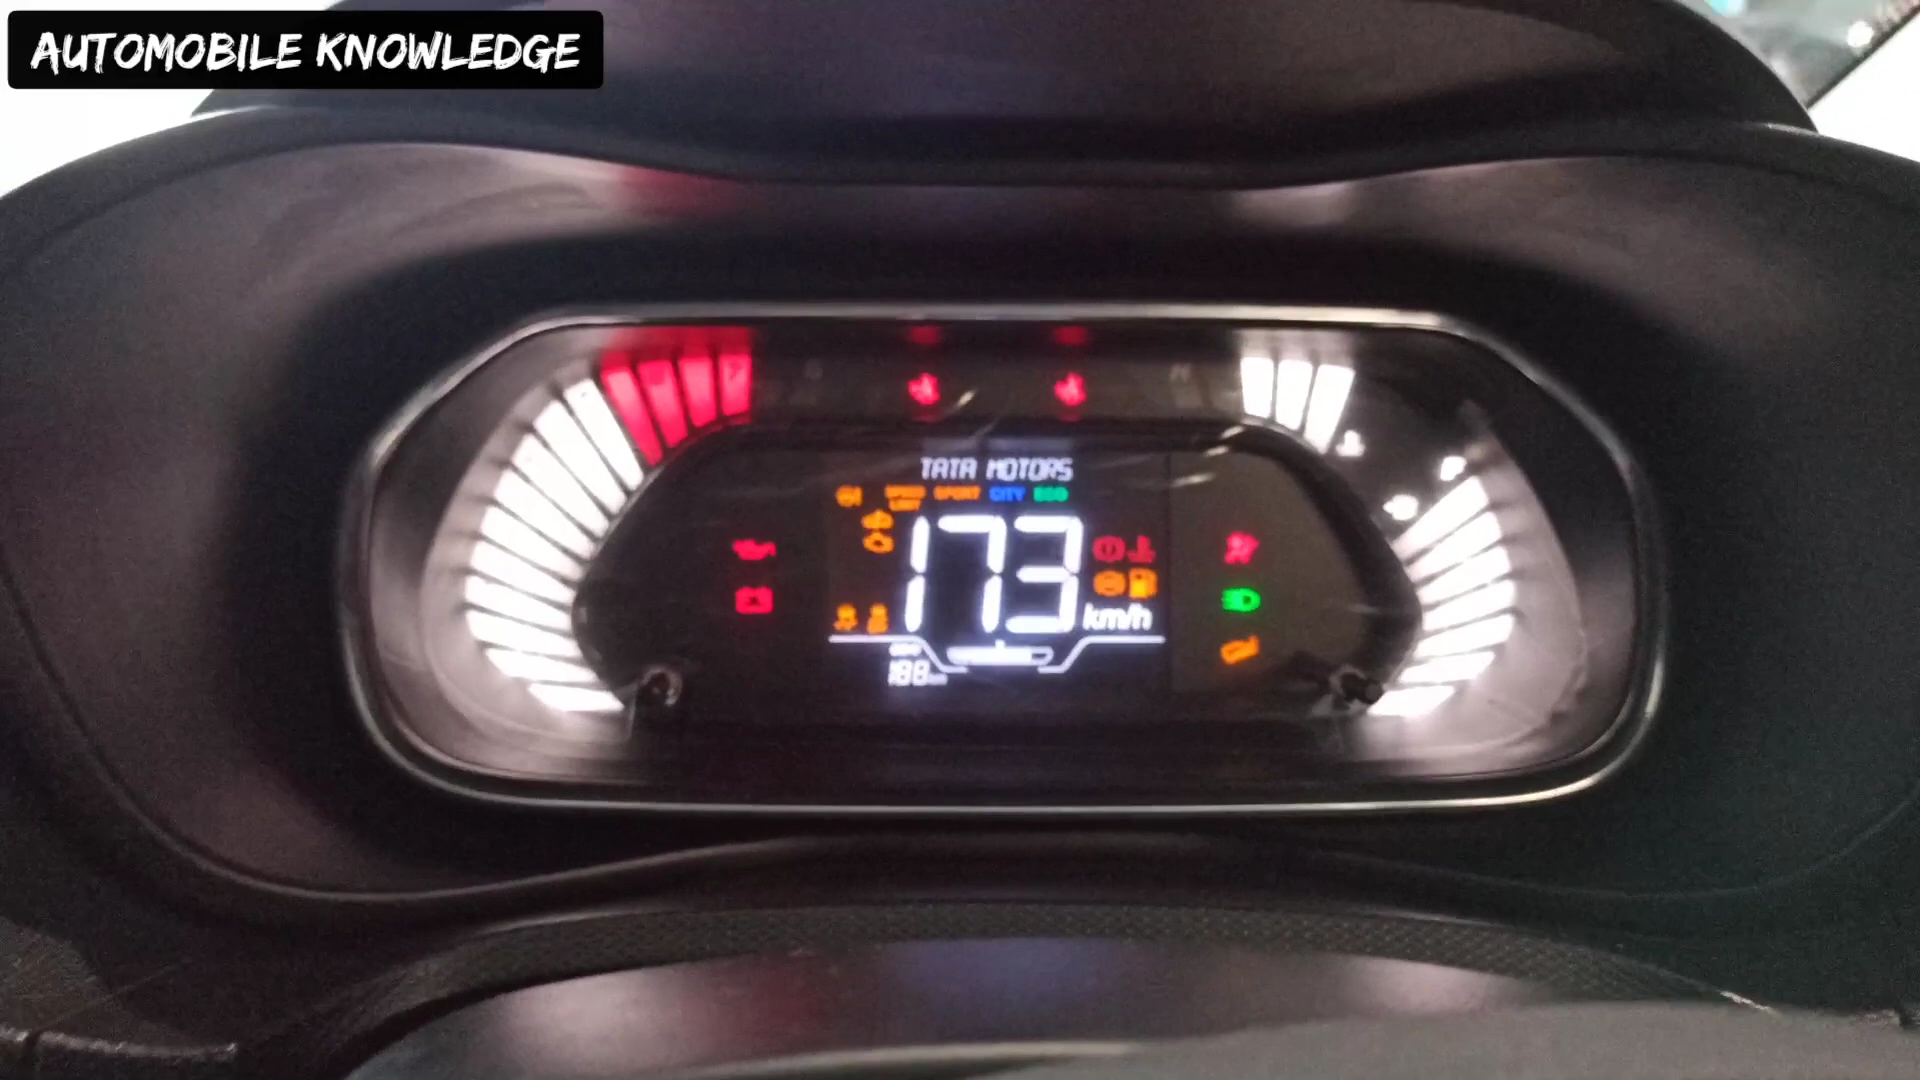 AUTOMOBILE KNOWLEDGE
TATA MOTORS
SPORT CITY ECO
173
km/h
188